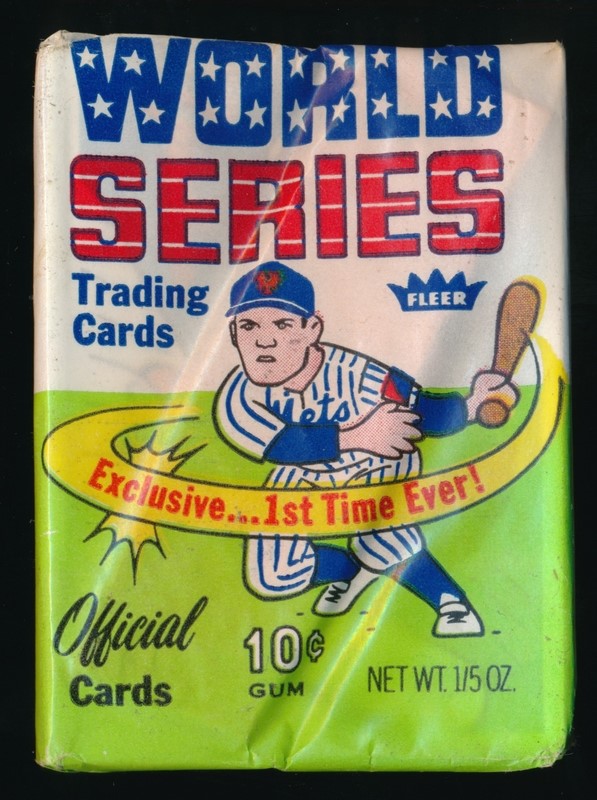 WORLD
SERIES
Trading
Cards
FLEER
Mets
Exclusive...1st Time Ever!
Official
Cards
10¢
GUM
NET WT. 1/5 OZ.